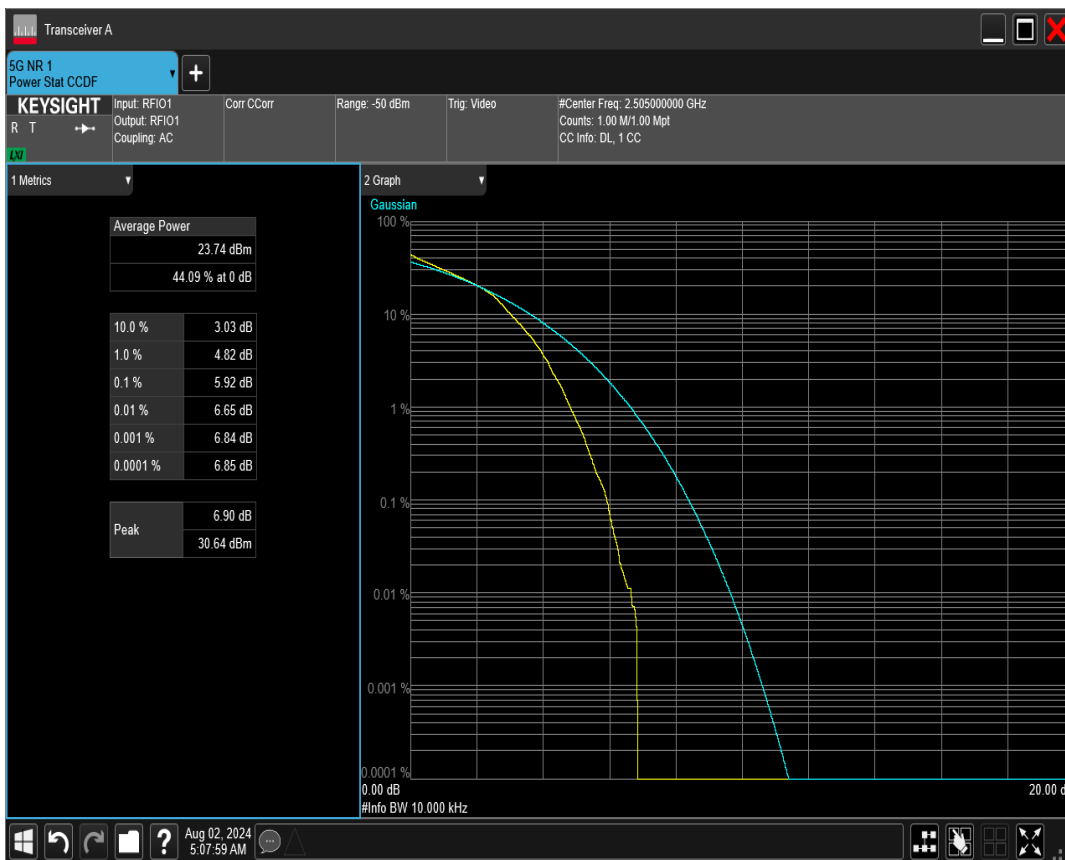 Transceiver A
5G NR 1
Power Stat CCDF
+
KEYSIGHT
R T
LXI
Input: RFIO1
Output: RFIO1
Coupling: AC
Corr CCorr
Range: -50 dBm
Trig: Video
#Center Freq: 2.505000000 GHz
Counts: 1.00 M/1.00 Mpt
CC Info: DL, 1 CC
1 Metrics
Average Power
23.74 dBm
44.09 % at 0 dB
10.0 % 3.03 dB
1.0 % 4.82 dB
0.1 % 5.92 dB
0.01 % 6.65 dB
0.001 % 6.84 dB
0.0001 % 6.85 dB
Peak 6.90 dB
30.64 dBm
2 Graph
Gaussian
100 %
10 %
1 %
0.1 %
0.01 %
0.001 %
0.0001 %
0.00 dB 20.00 d
#Info BW 10.000 kHz
?
Aug 02, 2024
5:07:59 AM